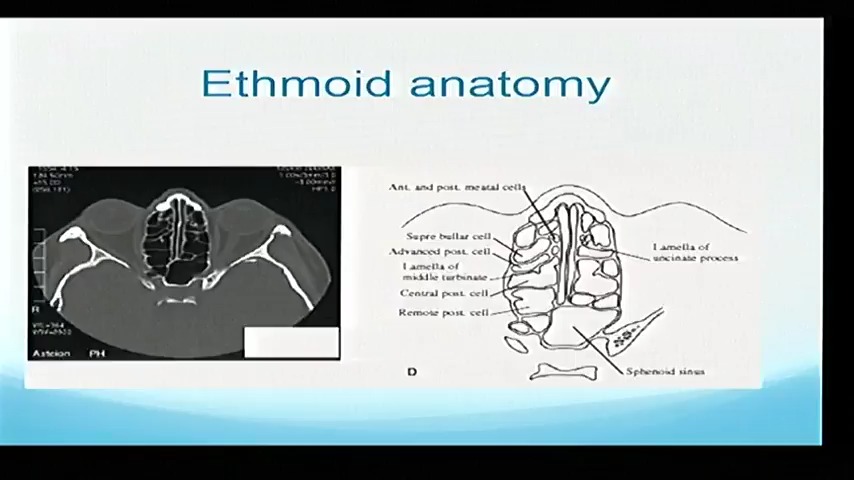 Ethmoid anatomy
R
Asteion PH
Ant. and post. meatal cells
Supre bullar cell
Advanced post. cell
Lamella of
middle turbinate
Central post. cell
Remote post. cell
Lamella of
uncinate process
Sphenoid sinus
D